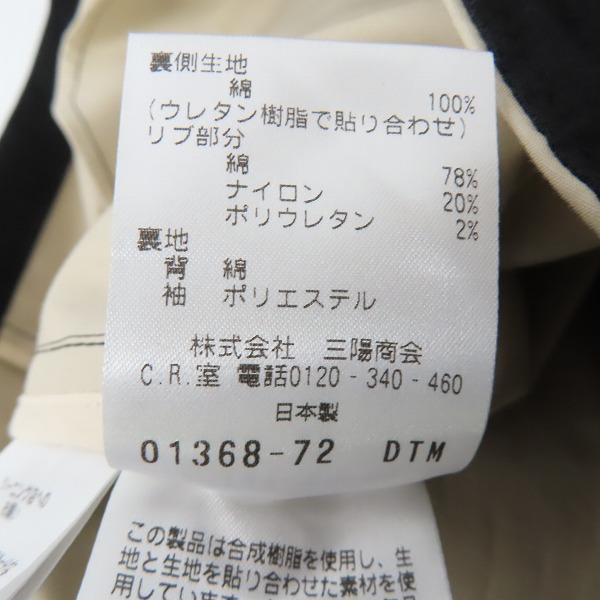 裏側生地
綿 100%
(ウレタン樹脂で貼り合わせ)
リブ部分
綿 78%
ナイロン 20%
ポリウレタン 2%
裏地
背 綿
袖 ポリエステル
株式会社 三陽商会
C.R.室 電話0120-340-460
日本製
01368-72 DTM
この製品は合成樹脂を使用し、生
地と生地を貼り合わせた素材を使
用しています